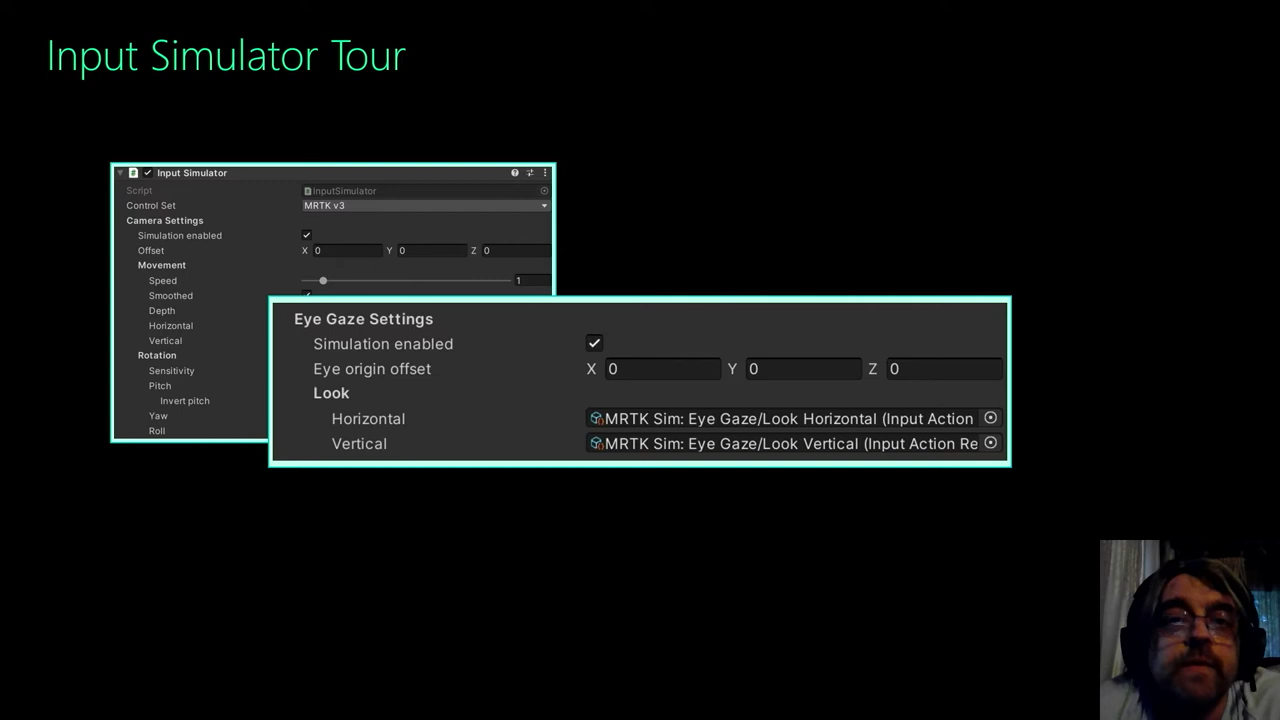 Input Simulator Tour
Input Simulator
Script InputSimulator
Control Set MRTK v3
Camera Settings
Simulation enabled
Offset X 0 Y 0 Z 0
Movement
Speed 1
Smoothed
Depth
Horizontal
Vertical
Rotation
Sensitivity
Pitch
Invert pitch
Yaw
Roll
Eye Gaze Settings
Simulation enabled
Eye origin offset X 0 Y 0 Z 0
Look
Horizontal MRTK Sim: Eye Gaze/Look Horizontal (Input Action
Vertical MRTK Sim: Eye Gaze/Look Vertical (Input Action Re